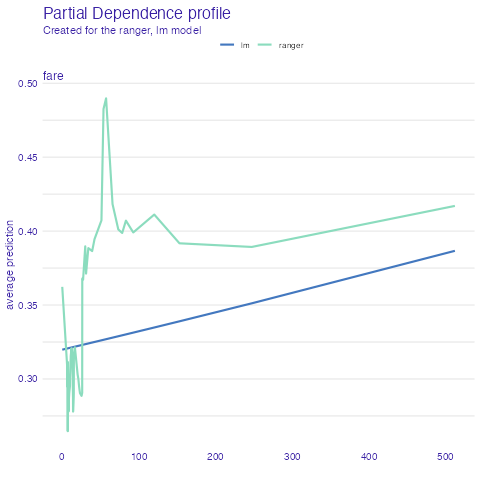 Partial Dependence profile
Created for the ranger, lm model
lm ranger
fare
0.50
0.45
0.40
0.35
0.30
average prediction
0 100 200 300 400 500